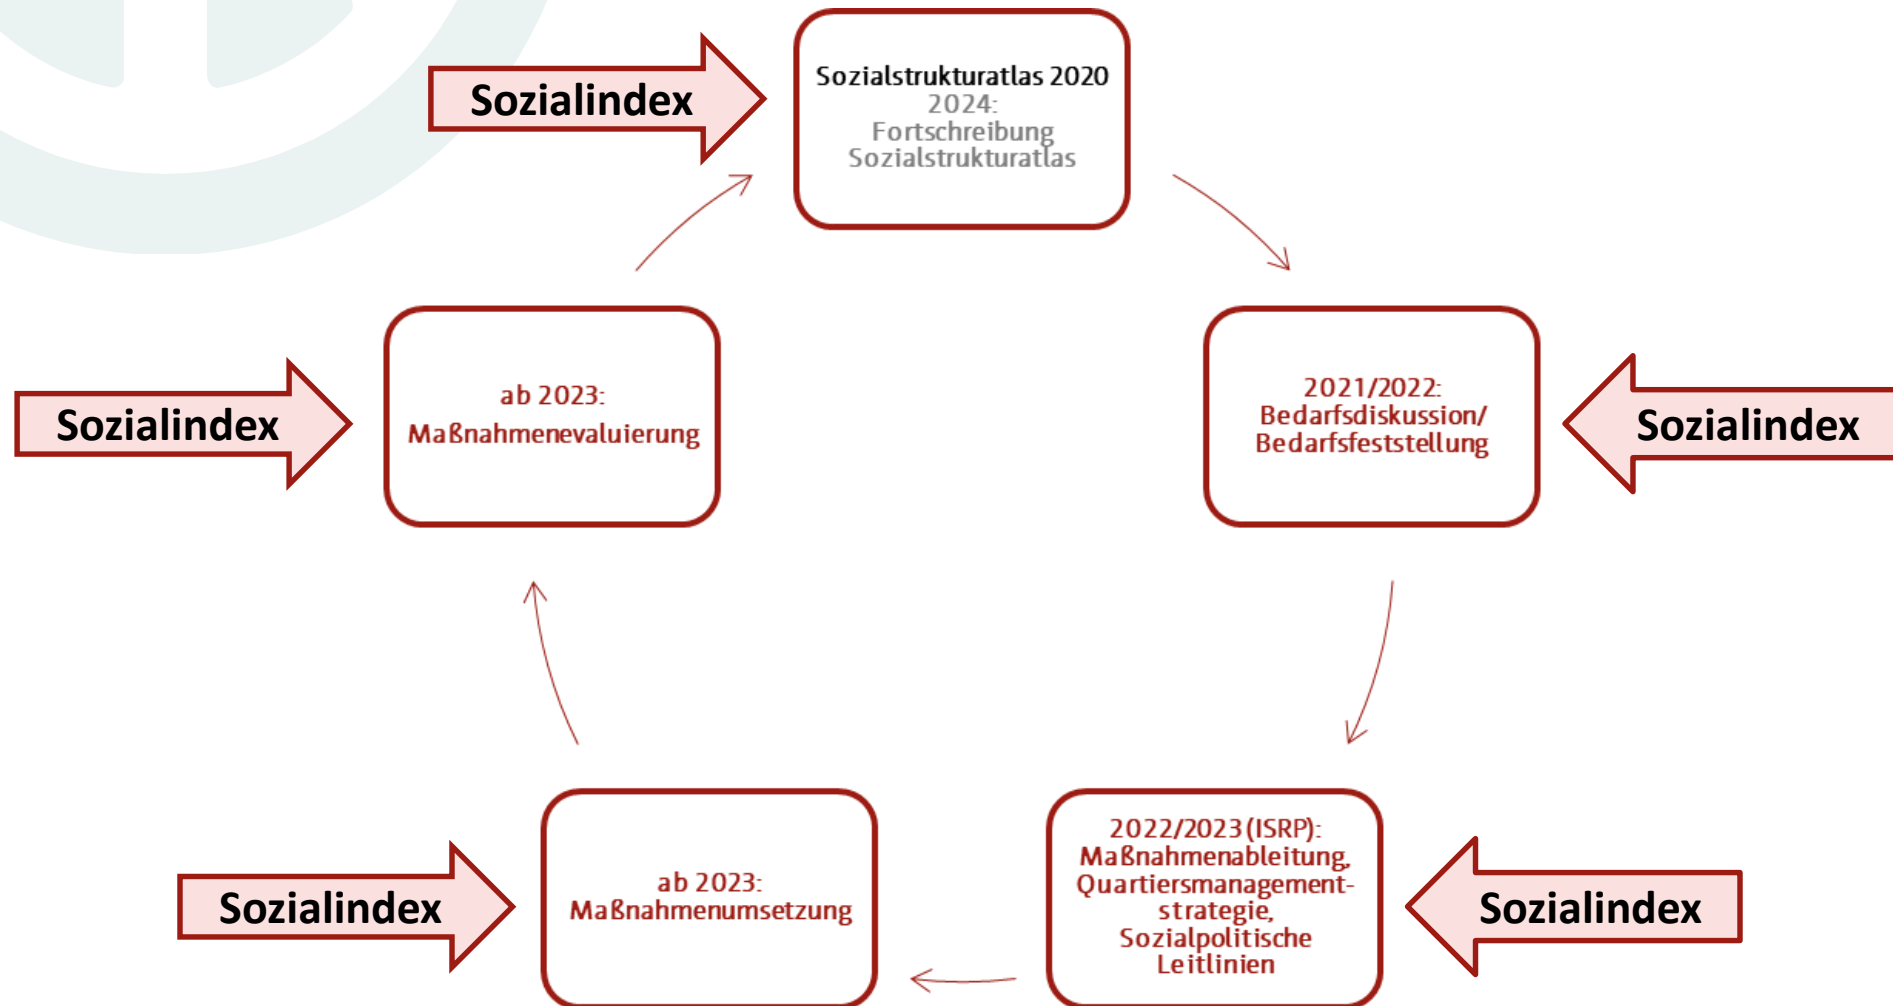 Sozialindex
Sozialstrukturatlas 2020
2024:
Fortschreibung
Sozialstrukturatlas
Sozialindex
ab 2023:
Maßnahmenevaluierung
2021/2022:
Bedarfsdiskussion/
Bedarfsfeststellung
Sozialindex
Sozialindex
ab 2023:
Maßnahmenumsetzung
2022/2023 (ISRP):
Maßnahmenableitung,
Quartiersmanagement-
strategie,
Sozialpolitische
Leitlinien
Sozialindex